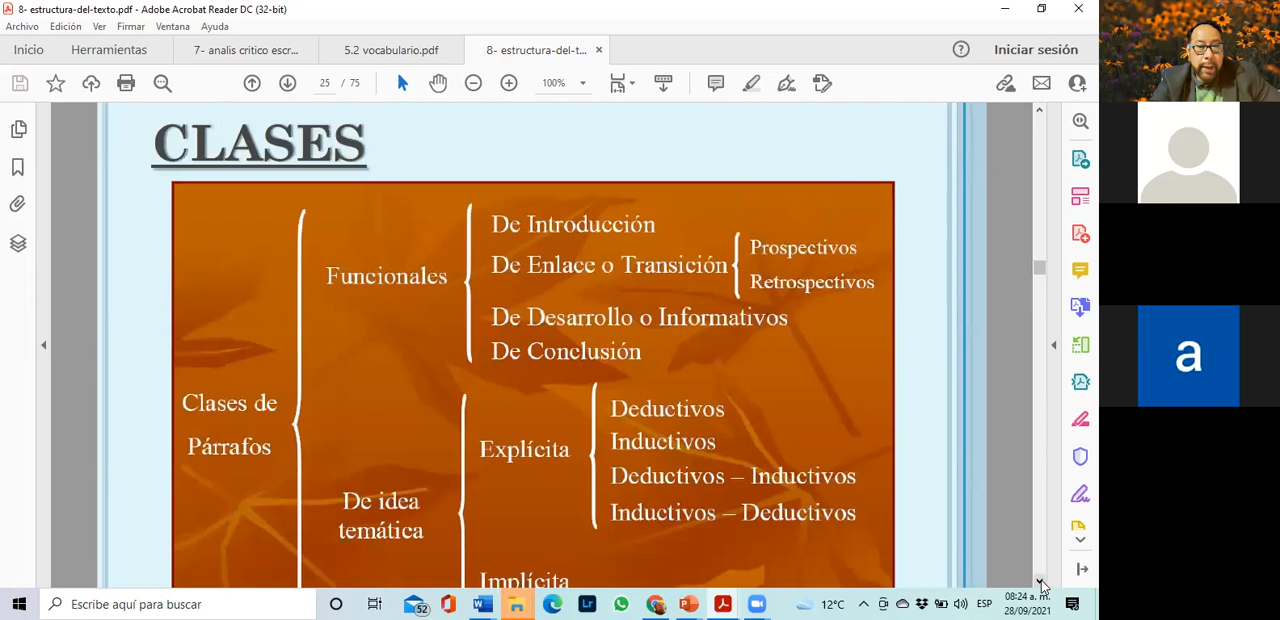 8- estructura-del-texto.pdf - Adobe Acrobat Reader DC (32-bit)
Archivo Edición Ver Firmar Ventana Ayuda
Inicio Herramientas 7- analis critico escr... 5.2 vocabulario.pdf 8- estructura-del-t... × Iniciar sesión
25 / 75 100%
CLASES
De Introducción
Prospectivos
De Enlace o Transición
Funcionales
Retrospectivos
De Desarrollo o Informativos
De Conclusión
Clases de
Párrafos
Deductivos
Inductivos
Explícita
Deductivos – Inductivos
De idea
temática
Inductivos – Deductivos
Implícita
a
Escribe aquí para buscar
52
12°C
ESP
08:24 a. m.
28/09/2021